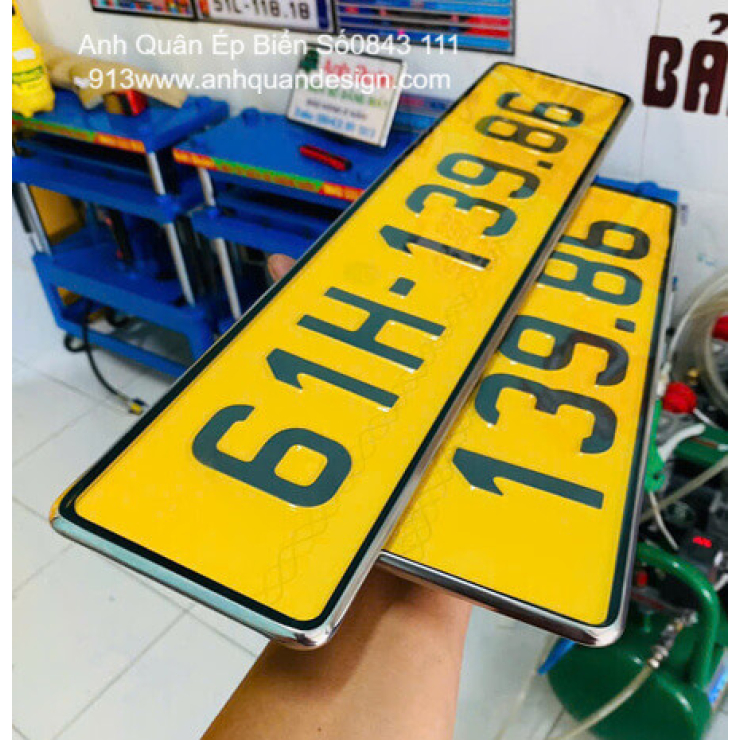 51L-118.18
Anh Quân Ép Biển Số0843 111
913www.anhquandesign.com
BẢ
61H-139.86
139.86